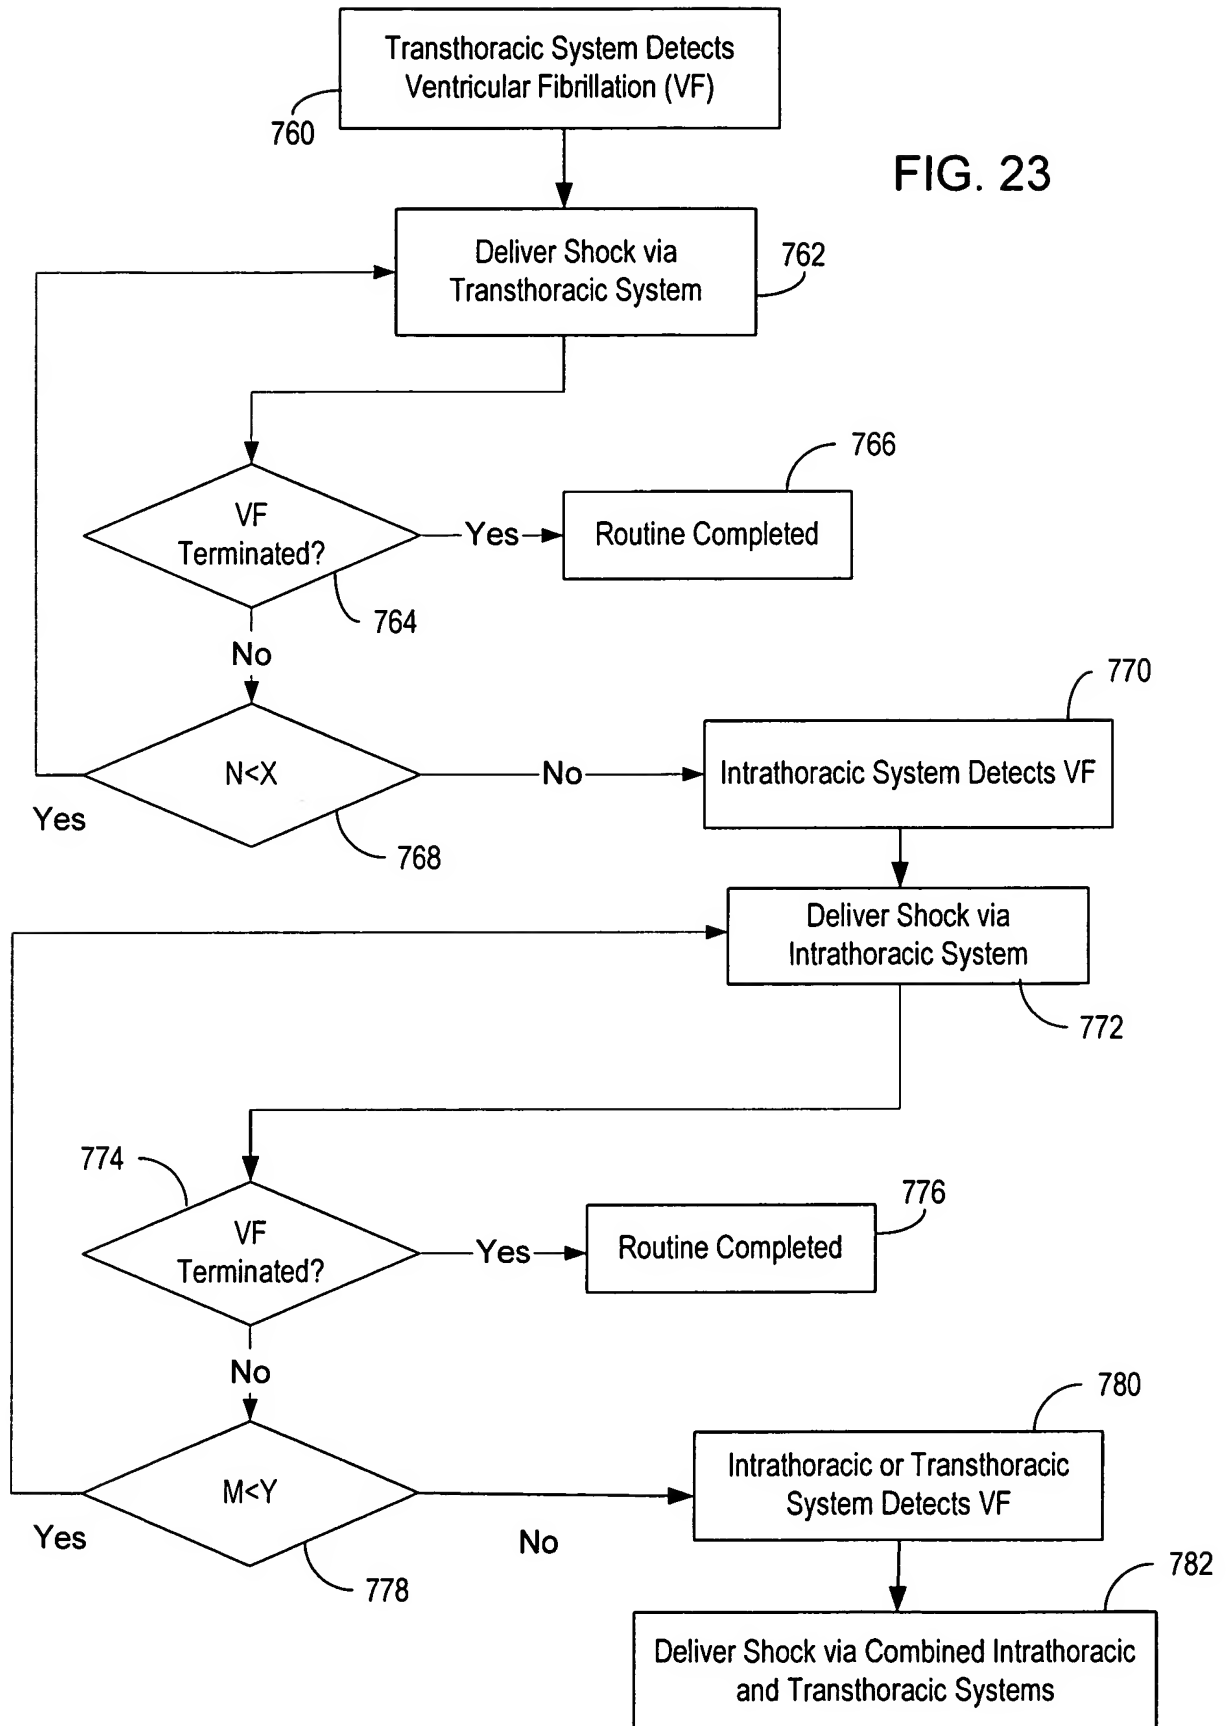 Transthoracic System Detects
Ventricular Fibrillation (VF)
760
FIG. 23
Deliver Shock via
Transthoracic System
762
VF
Terminated?
764
Yes
766
Routine Completed
No
N<X
768
Yes
No
770
Intrathoracic System Detects VF
Deliver Shock via
Intrathoracic System
772
774
VF
Terminated?
Yes
776
Routine Completed
No
M<Y
778
Yes
No
780
Intrathoracic or Transthoracic
System Detects VF
782
Deliver Shock via Combined Intrathoracic
and Transthoracic Systems